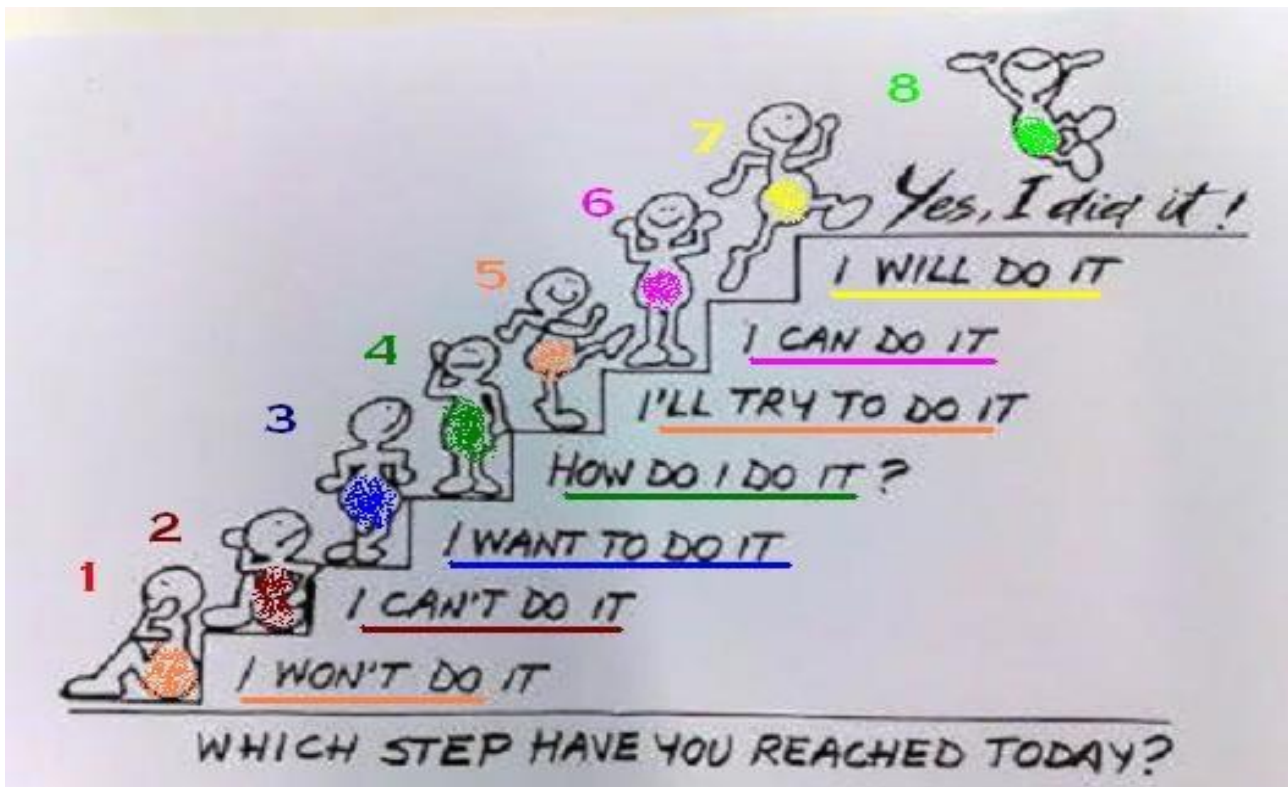 8
Yes, I did it!
7
I WILL DO IT
6
I CAN DO IT
5
I'LL TRY TO DO IT
4
HOW DO I DO IT?
3
I WANT TO DO IT
2
I CAN'T DO IT
1
I WON'T DO IT
WHICH STEP HAVE YOU REACHED TODAY?